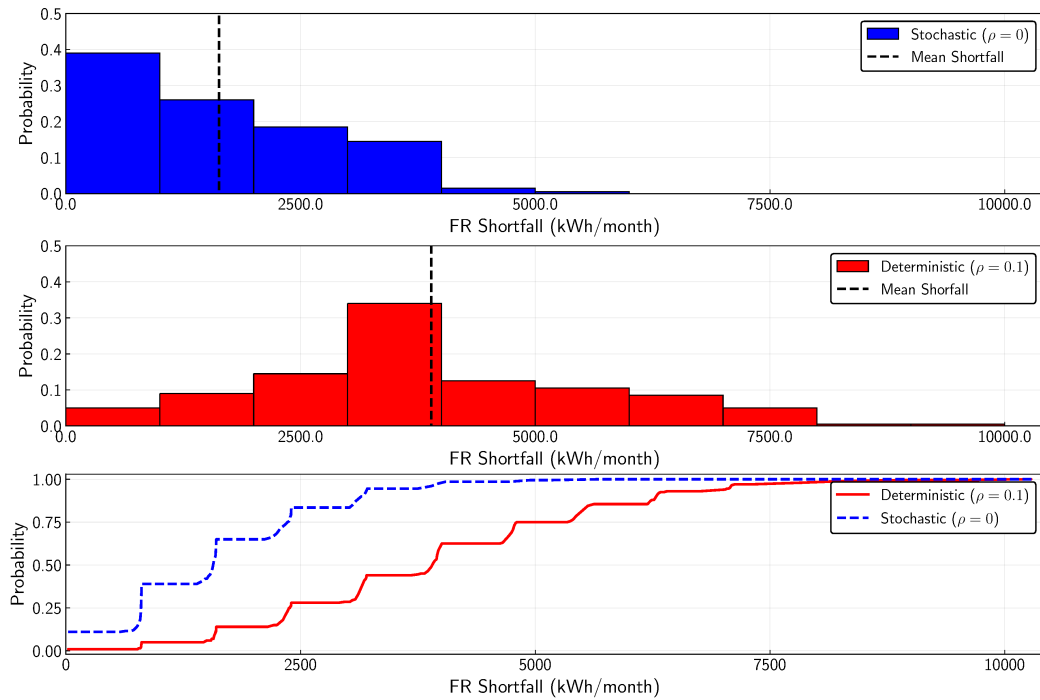 0.5
0.4
0.3
0.2
0.1
0.0
Probability
Stochastic (ρ = 0)
Mean Shortfall
0.0 2500.0 5000.0 7500.0 10000.0
FR Shortfall (kWh/month)
0.5
0.4
0.3
0.2
0.1
0.0
Probability
Deterministic (ρ = 0.1)
Mean Shorfall
0.0 2500.0 5000.0 7500.0 10000.0
FR Shortfall (kWh/month)
1.00
0.75
0.50
0.25
0.00
Probability
Deterministic (ρ = 0.1)
Stochastic (ρ = 0)
0 2500 5000 7500 10000
FR Shortfall (kWh/month)